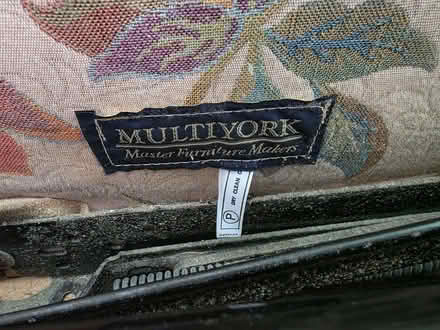 MULTIYORK
Master Furniture Makers
P
DRY CLEAN